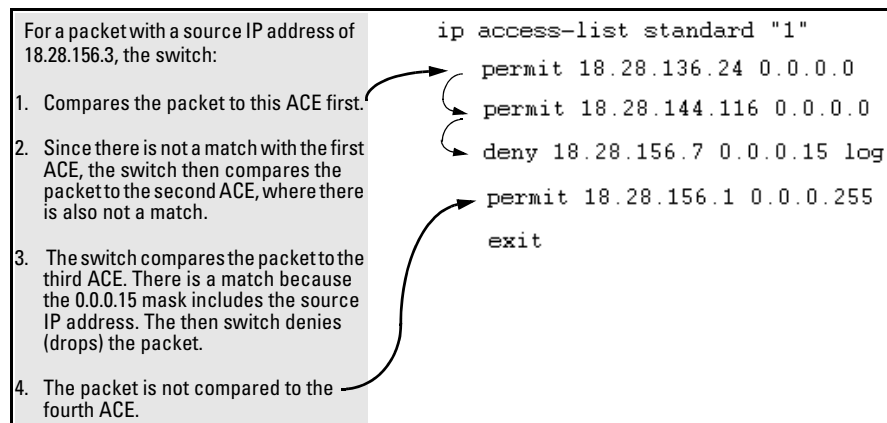 For a packet with a source IP address of
18.28.156.3, the switch:
1. Compares the packet to this ACE first.
2. Since there is not a match with the first
ACE, the switch then compares the
packet to the second ACE, where there
is also not a match.
3. The switch compares the packet to the
third ACE. There is a match because
the 0.0.0.15 mask includes the source
IP address. The then switch denies
(drops) the packet.
4. The packet is not compared to the
fourth ACE.
ip access-list standard "1"
permit 18.28.136.24 0.0.0.0
permit 18.28.144.116 0.0.0.0
deny 18.28.156.7 0.0.0.15 log
permit 18.28.156.1 0.0.0.255
exit